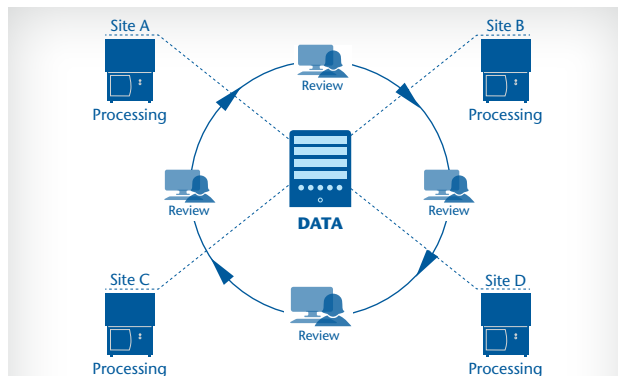 Site A
Site B
Review
Processing
Processing
Review
Review
DATA
Site C
Site D
Review
Processing
Processing